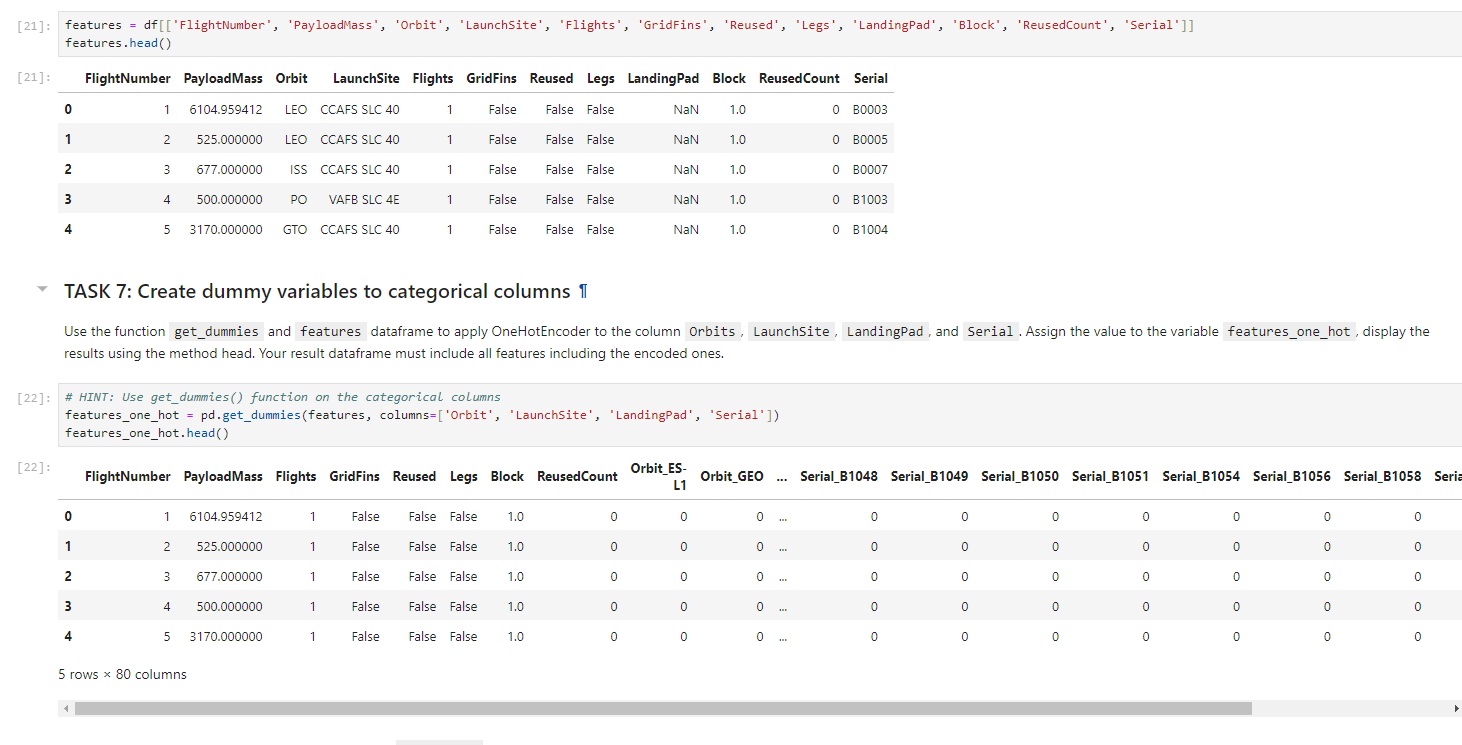 [21]: features = df[['FlightNumber', 'PayloadMass', 'Orbit', 'LaunchSite', 'Flights', 'GridFins', 'Reused', 'Legs', 'LandingPad', 'Block', 'ReusedCount', 'Serial']]
features.head()
[21]: FlightNumber PayloadMass Orbit LaunchSite Flights GridFins Reused Legs LandingPad Block ReusedCount Serial
0 1 6104.959412 LEO CCAFS SLC 40 1 False False False NaN 1.0 0 B0003
1 2 525.000000 LEO CCAFS SLC 40 1 False False False NaN 1.0 0 B0005
2 3 677.000000 ISS CCAFS SLC 40 1 False False False NaN 1.0 0 B0007
3 4 500.000000 PO VAFB SLC 4E 1 False False False NaN 1.0 0 B1003
4 5 3170.000000 GTO CCAFS SLC 40 1 False False False NaN 1.0 0 B1004
TASK 7: Create dummy variables to categorical columns ¶
Use the function get_dummies and features dataframe to apply OneHotEncoder to the column Orbits, LaunchSite, LandingPad, and Serial. Assign the value to the variable features_one_hot, display the
results using the method head. Your result dataframe must include all features including the encoded ones.
[22]: # HINT: Use get_dummies() function on the categorical columns
features_one_hot = pd.get_dummies(features, columns=['Orbit', 'LaunchSite', 'LandingPad', 'Serial'])
features_one_hot.head()
[22]: FlightNumber PayloadMass Flights GridFins Reused Legs Block ReusedCount Orbit_ES-L1 Orbit_GEO ... Serial_B1048 Serial_B1049 Serial_B1050 Serial_B1051 Serial_B1054 Serial_B1056 Serial_B1058 Seria
0 1 6104.959412 1 False False False 1.0 0 0 0 ... 0 0 0 0 0 0 0
1 2 525.000000 1 False False False 1.0 0 0 0 ... 0 0 0 0 0 0 0
2 3 677.000000 1 False False False 1.0 0 0 0 ... 0 0 0 0 0 0 0
3 4 500.000000 1 False False False 1.0 0 0 0 ... 0 0 0 0 0 0 0
4 5 3170.000000 1 False False False 1.0 0 0 0 ... 0 0 0 0 0 0 0
5 rows × 80 columns